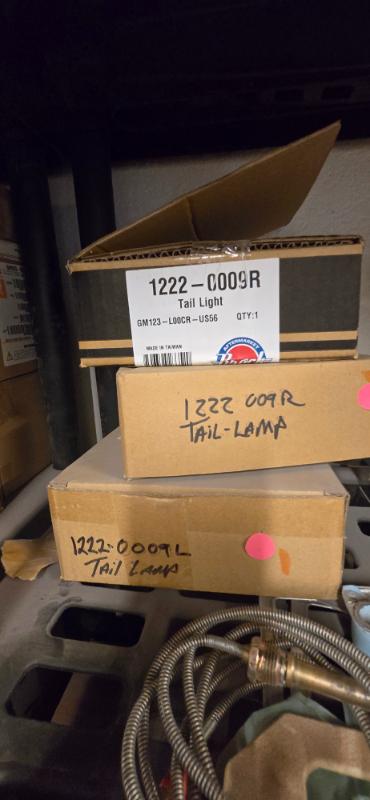 1222-0009R
Tail Light
GM123-L00CR-US56 QTY:1
MADE IN TAIWAN
AFTERMARKET
1222 009R
TAIL-LAMP
1222-0009L
TAIL LAMP